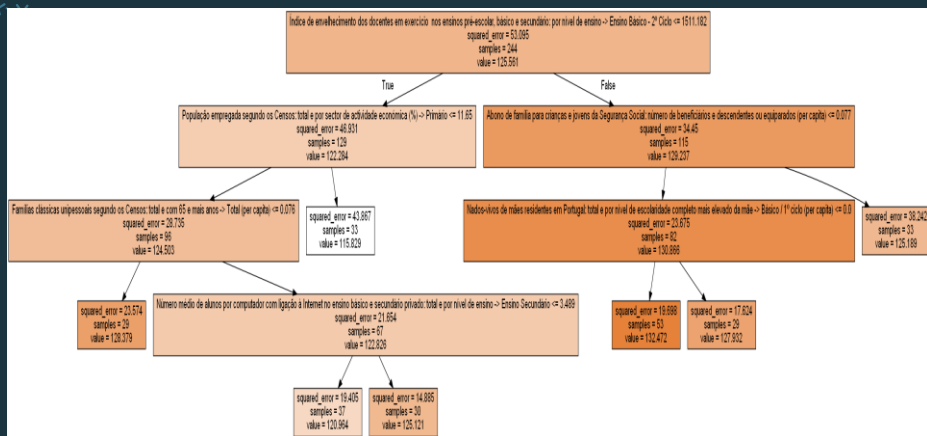 Índice de envelhecimento dos docentes em exercício nos ensinos pré-escolar, básico e secundário: por nível de ensino -> Ensino Básico - 2º Ciclo <= 1511.182
squared_error = 53.095
samples = 244
value = 125.561
True
False
População empregada segundo os Censos: total e por sector de actividade económica (%) -> Primário <= 11.65
squared_error = 46.931
samples = 129
value = 122.284
Abono de família para crianças e jovens da Segurança Social: número de beneficiários e descendentes ou equiparados (per capita) <= 0.077
squared_error = 34.45
samples = 115
value = 129.237
Famílias clássicas unipessoais segundo os Censos: total e com 65 e mais anos -> Total (per capita) <= 0.076
squared_error = 28.735
samples = 96
value = 124.503
squared_error = 43.867
samples = 33
value = 115.829
Nados-vivos de mães residentes em Portugal: total e por nível de escolaridade completo mais elevado da mãe -> Básico / 1º ciclo (per capita) <= 0.0
squared_error = 23.675
samples = 82
value = 130.866
squared_error = 38.242
samples = 33
value = 125.189
squared_error = 23.574
samples = 29
value = 128.379
Número médio de alunos por computador com ligação à Internet no ensino básico e secundário privado: total e por nível de ensino -> Ensino Secundário <= 3.489
squared_error = 21.654
samples = 67
value = 122.826
squared_error = 19.698
samples = 53
value = 132.472
squared_error = 17.624
samples = 29
value = 127.932
squared_error = 19.405
samples = 37
value = 120.964
squared_error = 14.885
samples = 30
value = 125.121